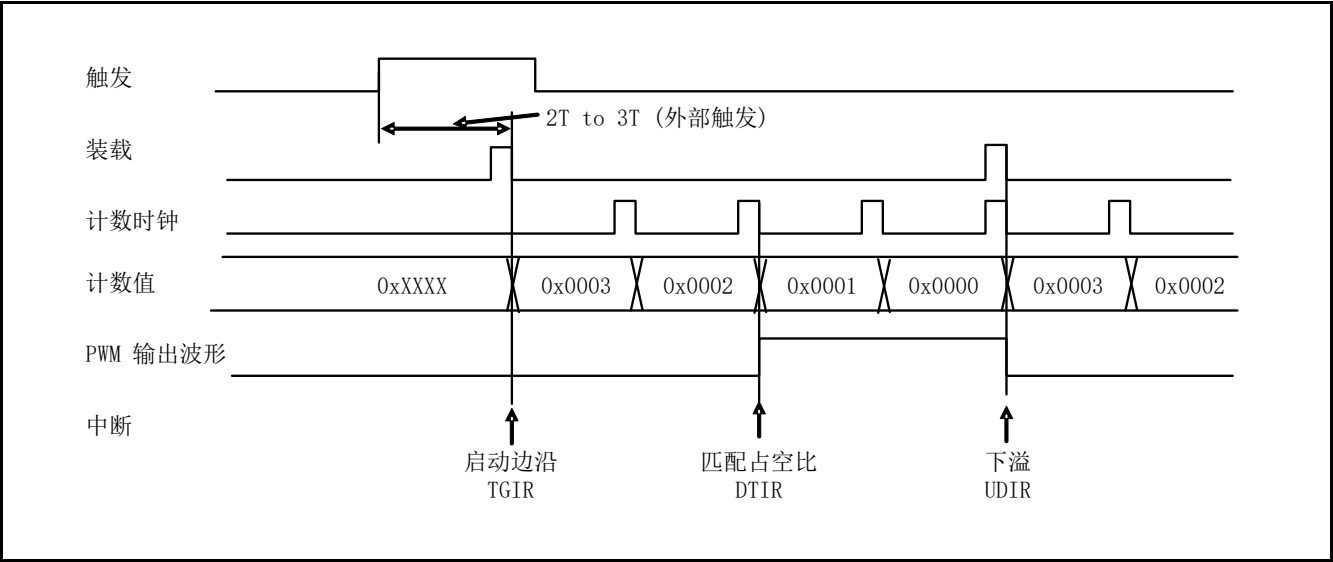 触发
2T to 3T (外部触发)
装载
计数时钟
计数值
0xXXXX 0x0003 0x0002 0x0001 0x0000 0x0003 0x0002
PWM 输出波形
中断
启动边沿 匹配占空比 下溢
TGIR DTIR UDIR